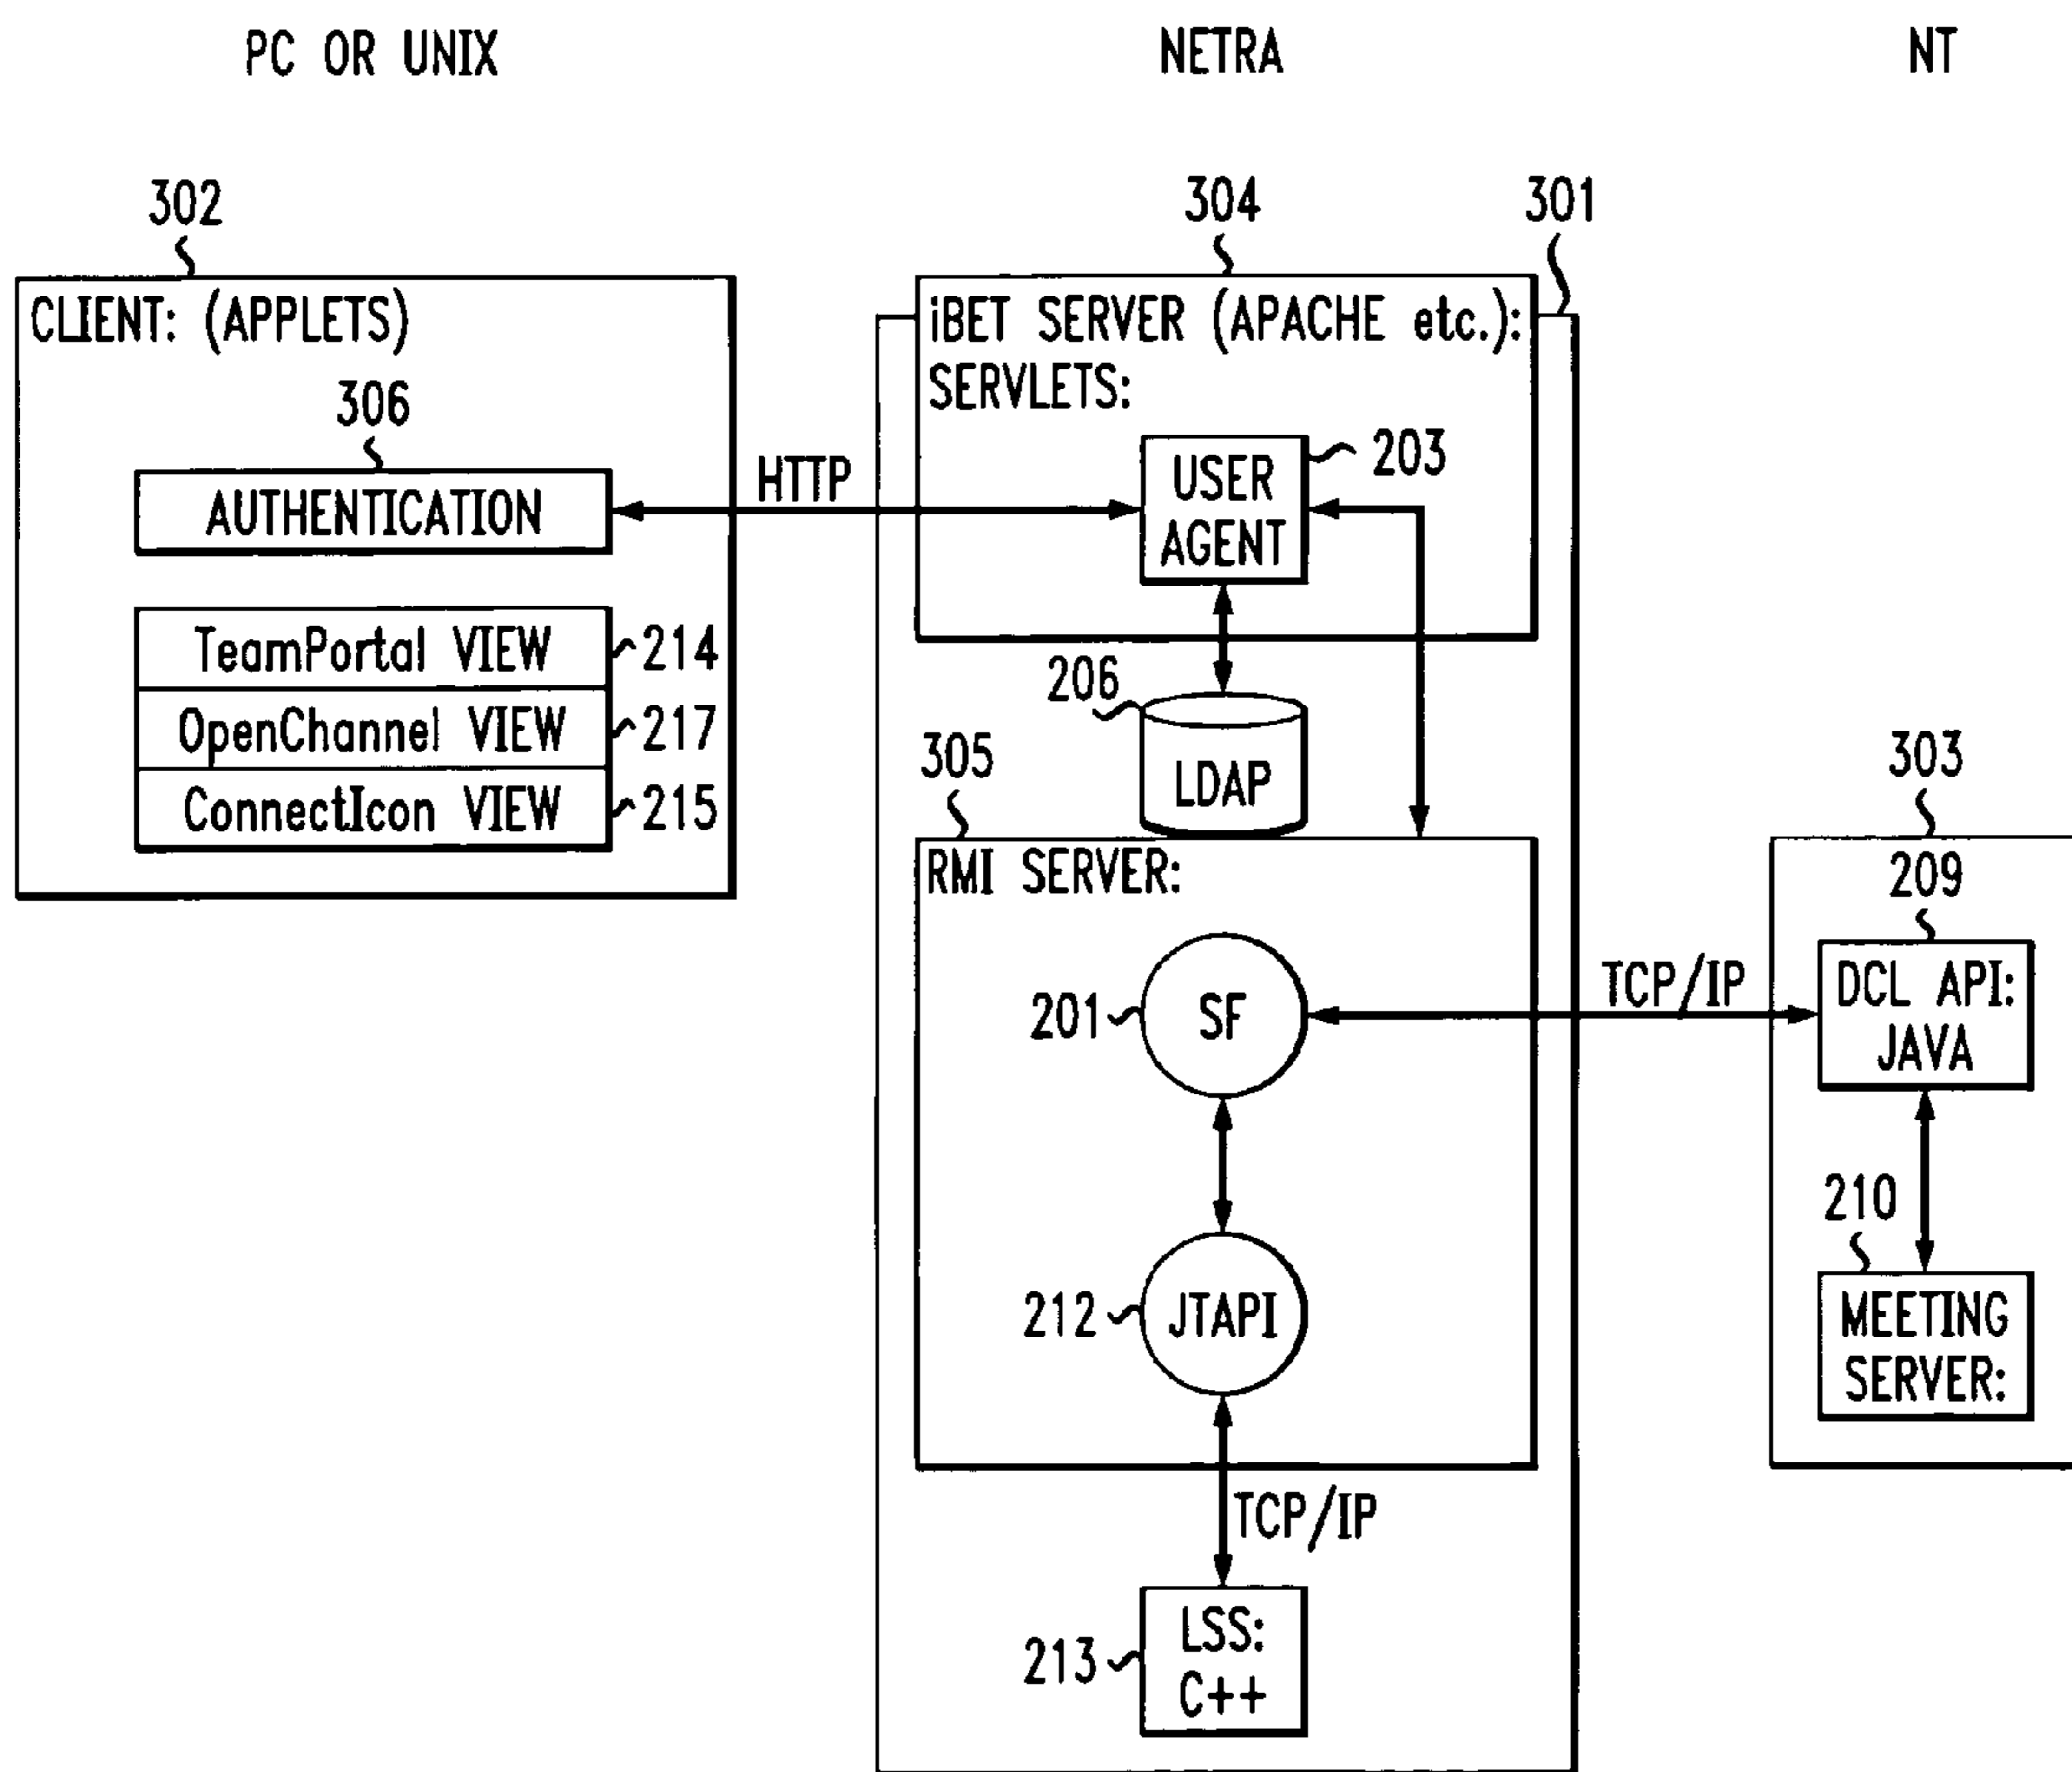 PC OR UNIX
NETRA
NT
302
304
301
CLIENT: (APPLETS)
306
AUTHENTICATION
TeamPortal VIEW
214
OpenChannel VIEW
217
ConnectIcon VIEW
215
HTTP
iBET SERVER (APACHE etc.):
SERVLETS:
USER
AGENT
203
206
LDAP
305
RMI SERVER:
201
SF
212
JTAPI
TCP/IP
213
LSS:
C++
TCP/IP
303
209
DCL API:
JAVA
210
MEETING
SERVER: